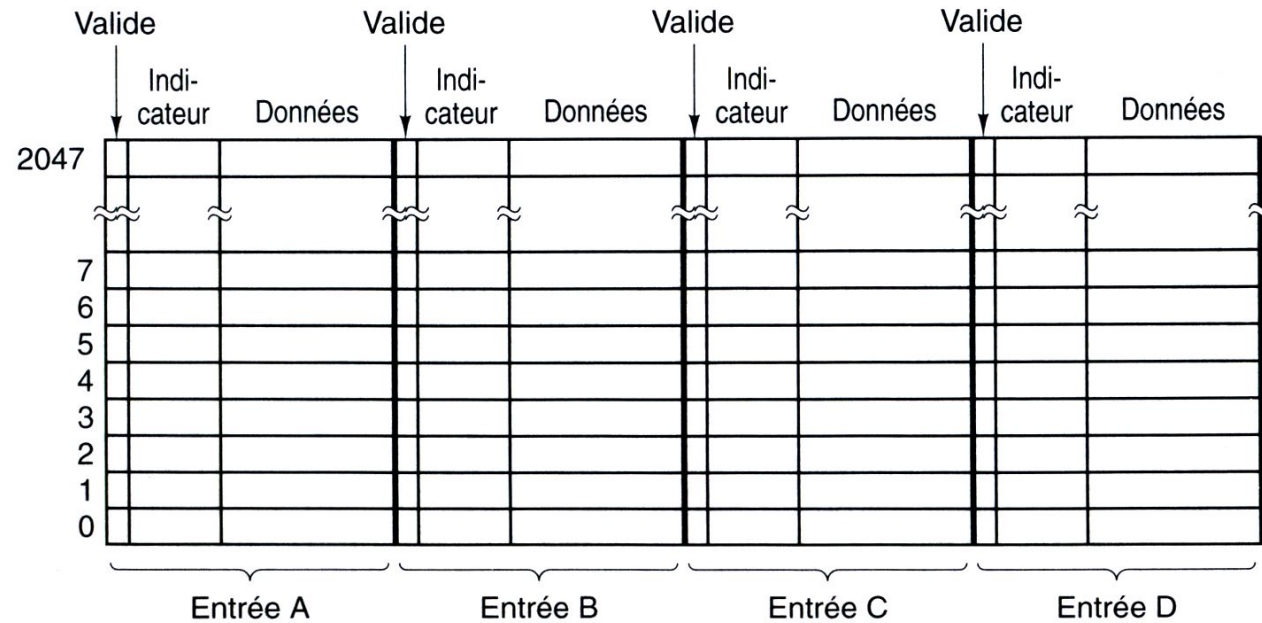 Valide Valide Valide Valide
Indi- Indi- Indi- Indi-
cateur Données cateur Données cateur Données cateur Données
2047
7
6
5
4
3
2
1
0
Entrée A Entrée B Entrée C Entrée D